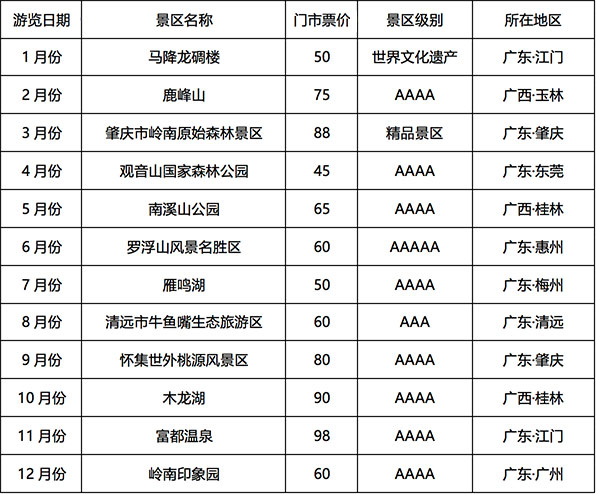 游览日期 景区名称 门市票价 景区级别 所在地区
1 月份 马降龙碉楼 50 世界文化遗产 广东·江门
2 月份 鹿峰山 75 AAAA 广西·玉林
3 月份 肇庆市岭南原始森林景区 88 精品景区 广东·肇庆
4 月份 观音山国家森林公园 45 AAAA 广东·东莞
5 月份 南溪山公园 65 AAAA 广西·桂林
6 月份 罗浮山风景名胜区 60 AAAAA 广东·惠州
7 月份 雁鸣湖 50 AAAA 广东·梅州
8 月份 清远市牛鱼嘴生态旅游区 60 AAA 广东·清远
9 月份 怀集世外桃源风景区 80 AAAA 广东·肇庆
10 月份 木龙湖 90 AAAA 广西·桂林
11 月份 富都温泉 98 AAAA 广东·江门
12 月份 岭南印象园 60 AAAA 广东·广州